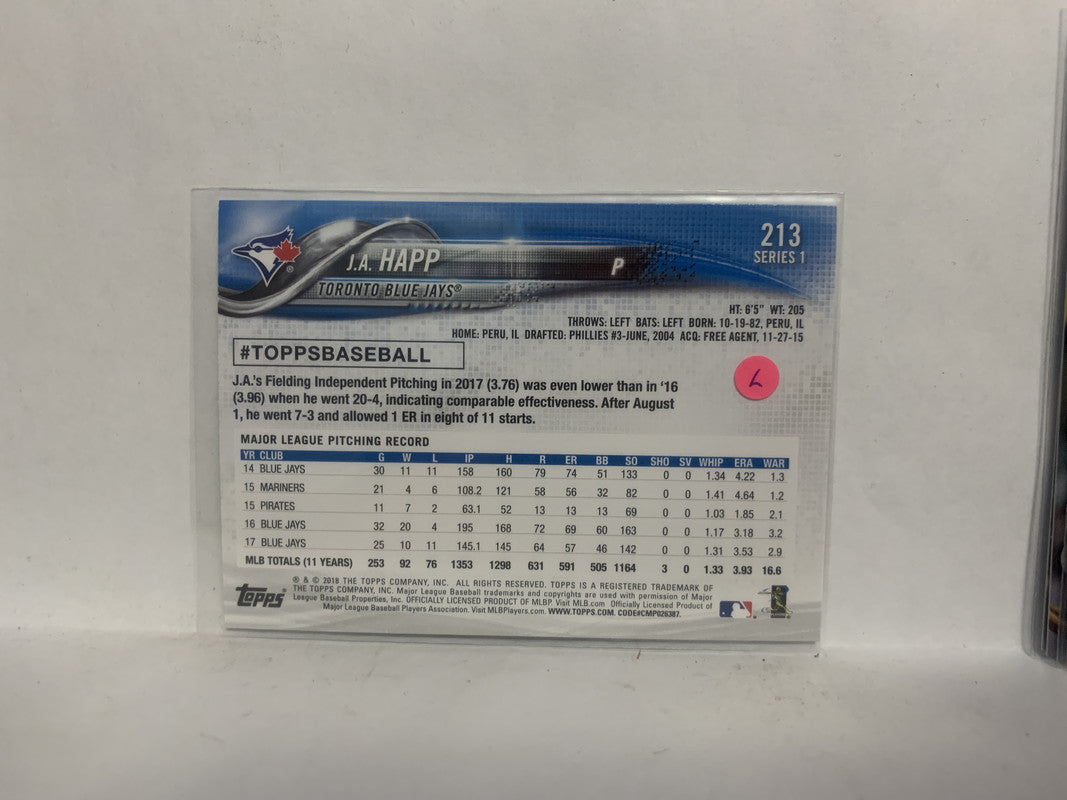 213
SERIES 1
J.A. HAPP
P
TORONTO BLUE JAYS®
HT: 6'5" WT: 205
THROWS: LEFT BATS: LEFT BORN: 10-19-82, PERU, IL
HOME: PERU, IL DRAFTED: PHILLIES #3-JUNE, 2004 ACQ: FREE AGENT, 11-27-15
#TOPPSBASEBALL
L
J.A.'s Fielding Independent Pitching in 2017 (3.76) was even lower than in '16
(3.96) when he went 20-4, indicating comparable effectiveness. After August
1, he went 7-3 and allowed 1 ER in eight of 11 starts.
MAJOR LEAGUE PITCHING RECORD
YR CLUB G W L IP H R ER BB SO SHO SV WHIP ERA WAR
14 BLUE JAYS 30 11 11 158 160 79 74 51 133 0 0 1.34 4.22 1.3
15 MARINERS 21 4 6 108.2 121 58 56 32 82 0 0 1.41 4.64 1.2
15 PIRATES 11 7 2 63.1 52 13 13 13 69 0 0 1.03 1.85 2.1
16 BLUE JAYS 32 20 4 195 168 72 69 60 163 0 0 1.17 3.18 3.2
17 BLUE JAYS 25 10 11 145.1 145 64 57 46 142 0 0 1.31 3.53 2.9
MLB TOTALS (11 YEARS) 253 92 76 1353 1298 631 591 505 1164 3 0 1.33 3.93 16.6
Topps®
® & © 2018 THE TOPPS COMPANY, INC. ALL RIGHTS RESERVED. TOPPS IS A REGISTERED TRADEMARK OF
THE TOPPS COMPANY, INC. Major League Baseball trademarks and copyrights are used with permission of Major
League Baseball Properties, Inc. OFFICIALLY LICENSED PRODUCT OF MLBP. Visit MLB.com Officially Licensed Product of
Major League Baseball Players Association. Visit MLBPlayers.com. WWW.TOPPS.COM. CODE#CMP026387.